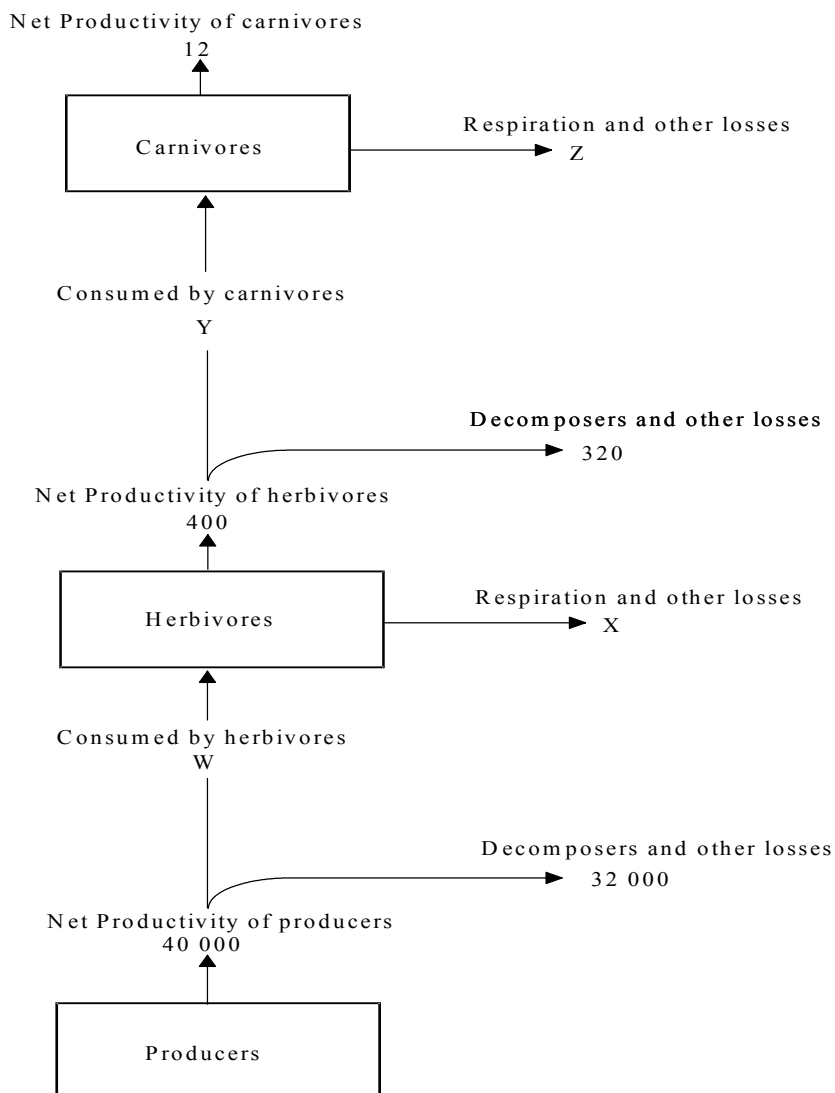 Net Productivity of carnivores
12
Carnivores
Respiration and other losses
Z
Consumed by carnivores
Y
Decomposers and other losses
320
Net Productivity of herbivores
400
Herbivores
Respiration and other losses
X
Consumed by herbivores
W
Decomposers and other losses
32 000
Net Productivity of producers
40 000
Producers